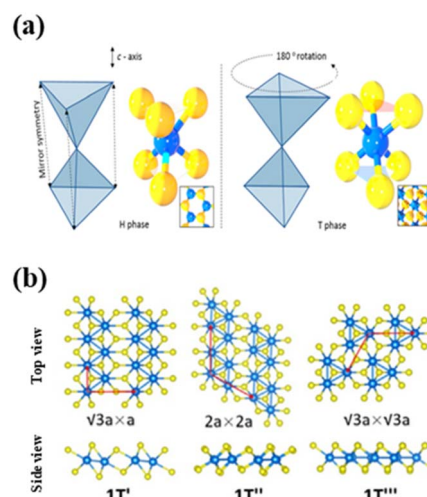 (a)
c - axis
180 ° rotation
Mirror symmetry
H phase
T phase
(b)
Top view
√3a×a
2a×2a
√3a×√3a
Side view
1T'
1T''
1T'''